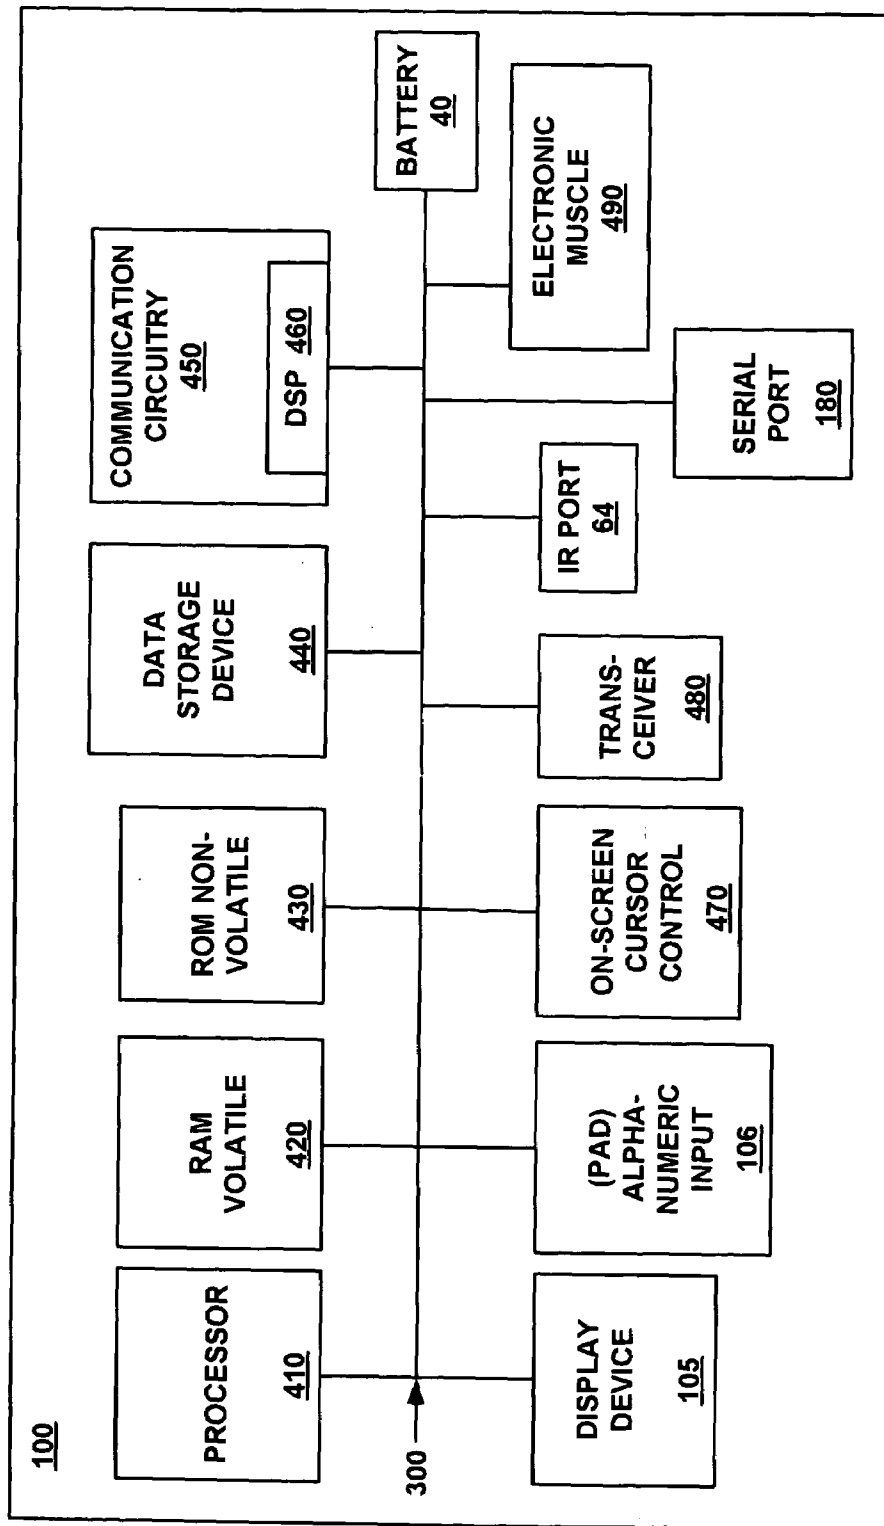 100
PROCESSOR
410
RAM
VOLATILE
420
ROM NON-
VOLATILE
430
DATA
STORAGE
DEVICE
440
COMMUNICATION
CIRCUITRY
450
DSP 460
BATTERY
40
300
DISPLAY
DEVICE
105
(PAD)
ALPHA-
NUMERIC
INPUT
106
ON-SCREEN
CURSOR
CONTROL
470
TRANS-
CEIVER
480
IR PORT
64
SERIAL
PORT
180
ELECTRONIC
MUSCLE
490